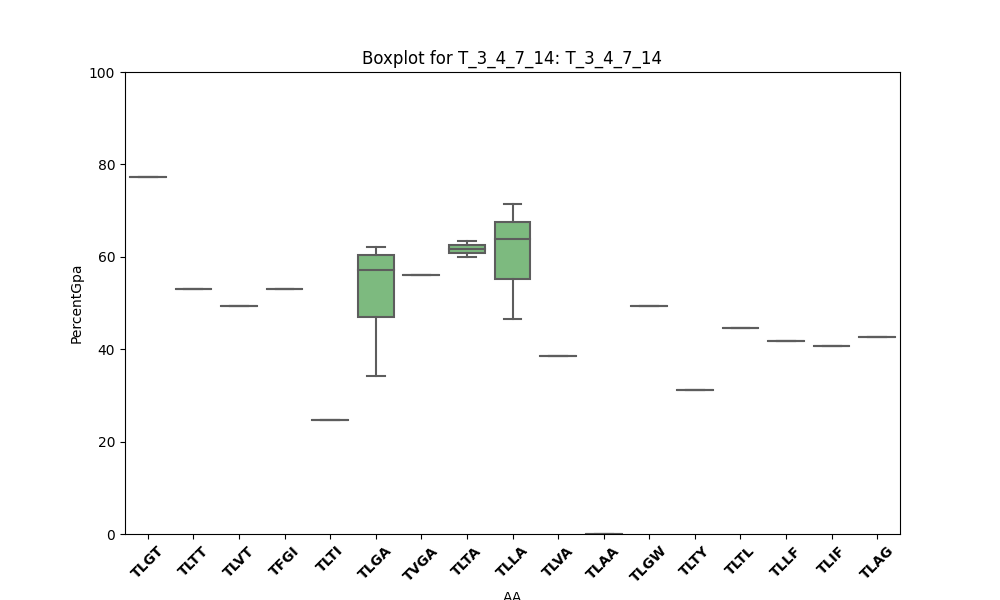 Boxplot for T_3_4_7_14: T_3_4_7_14
100
80
60
40
20
0
PercentGpa
TLGT
TLTT
TLVT
TFGI
TLTI
TLGA
TVGA
TLTA
TLLA
TLVA
TLAA
TLGW
TLTY
TLTL
TLLF
TLIF
TLAG
AA